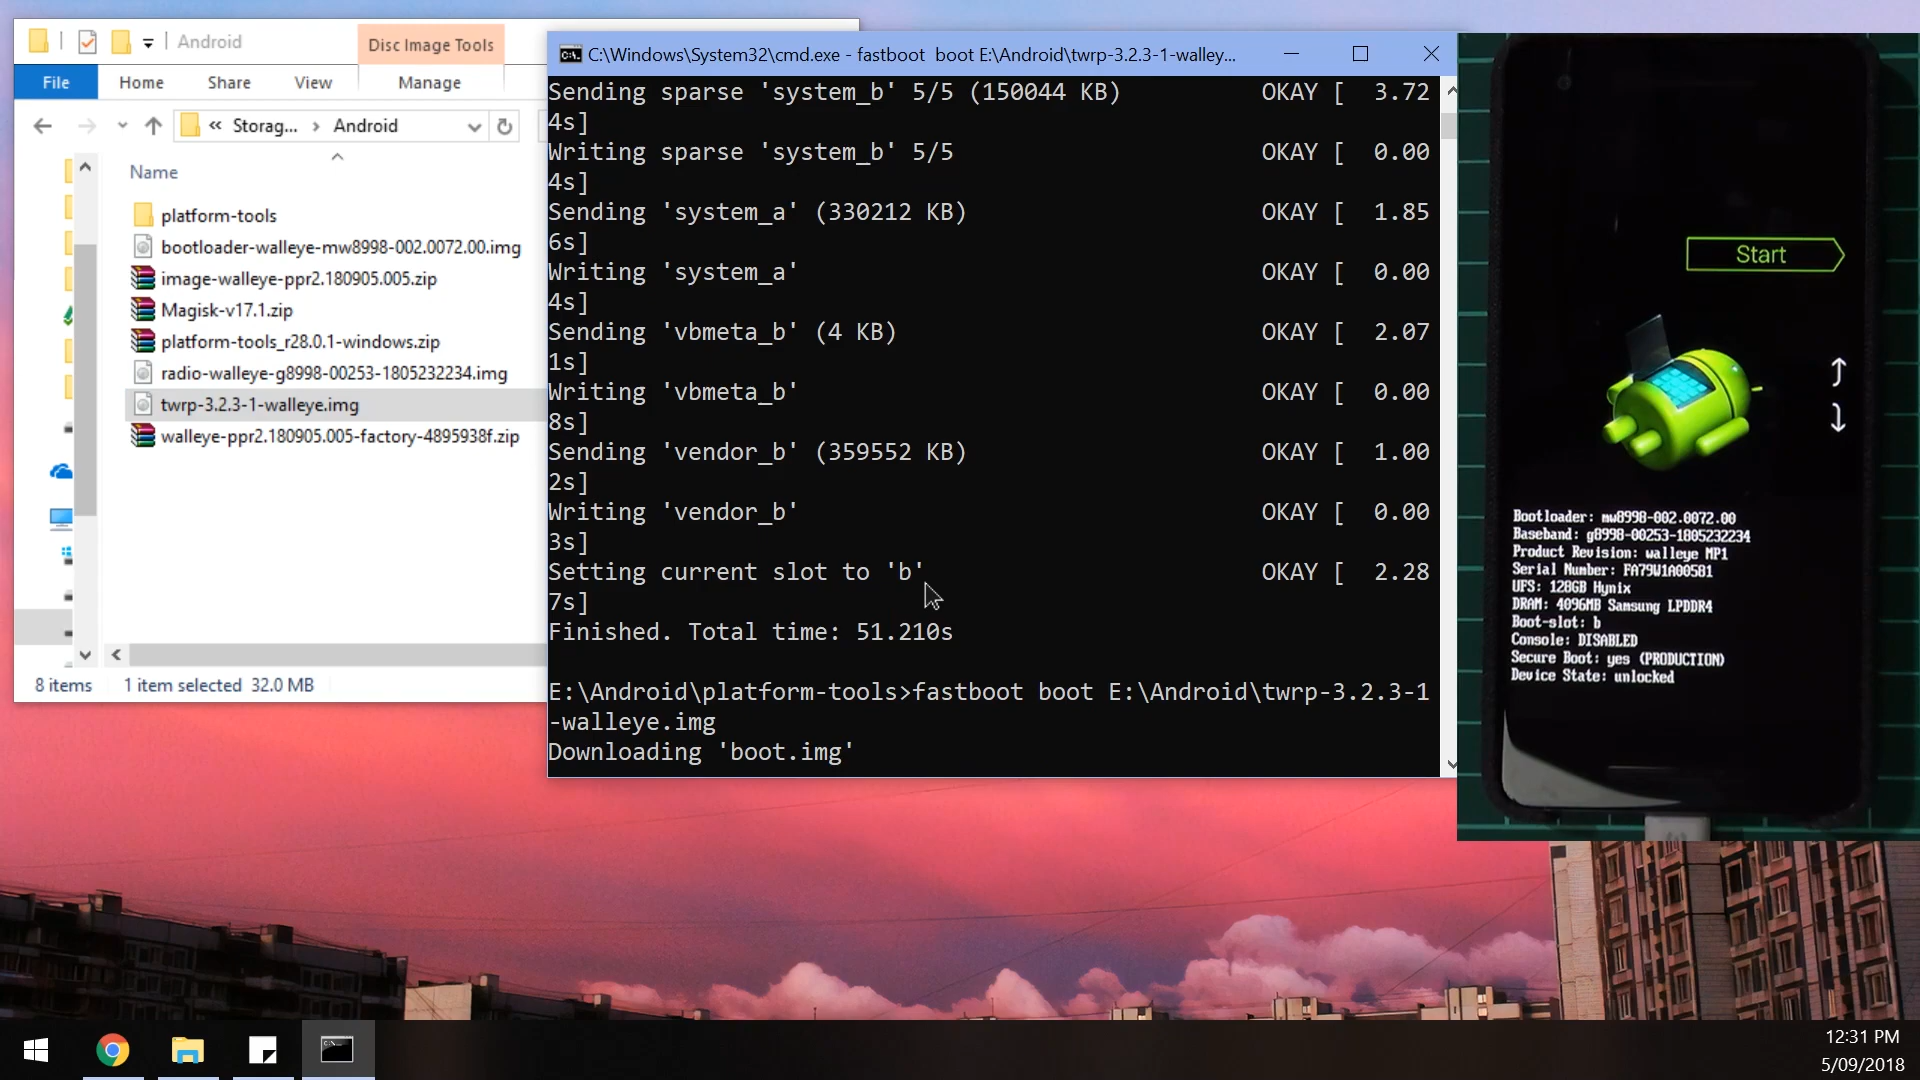 Android
Disc Image Tools
File
Home
Share
View
Manage
« Storag... › Android
Name
platform-tools
bootloader-walleye-mw8998-002.0072.00.img
image-walleye-ppr2.180905.005.zip
Magisk-v17.1.zip
platform-tools_r28.0.1-windows.zip
radio-walleye-g8998-00253-1805232234.img
twrp-3.2.3-1-walleye.img
walleye-ppr2.180905.005-factory-4895938f.zip
8 items 1 item selected 32.0 MB
C:\Windows\System32\cmd.exe - fastboot  boot E:\Android\twrp-3.2.3-1-walley...
Sending sparse 'system_b' 5/5 (150044 KB)          OKAY [  3.72
4s]
Writing sparse 'system_b' 5/5                      OKAY [  0.00
4s]
Sending 'system_a' (330212 KB)                     OKAY [  1.85
6s]
Writing 'system_a'                                 OKAY [  0.00
4s]
Sending 'vbmeta_b' (4 KB)                          OKAY [  2.07
1s]
Writing 'vbmeta_b'                                 OKAY [  0.00
8s]
Sending 'vendor_b' (359552 KB)                     OKAY [  1.00
2s]
Writing 'vendor_b'                                 OKAY [  0.00
3s]
Setting current slot to 'b'                        OKAY [  2.28
7s]
Finished. Total time: 51.210s
E:\Android\platform-tools>fastboot boot E:\Android\twrp-3.2.3-1
-walleye.img
Downloading 'boot.img'
Start
Bootloader: mw8998-002.0072.00
Baseband: g8998-00253-1805232234
Product Revision: walleye MP1
Serial Number: FA79W1A00581
UFS: 128GB Hynix
DRAM: 4096MB Samsung LPDDR4
Boot-slot: b
Console: DISABLED
Secure Boot: yes (PRODUCTION)
Device State: unlocked
12:31 PM
5/09/2018